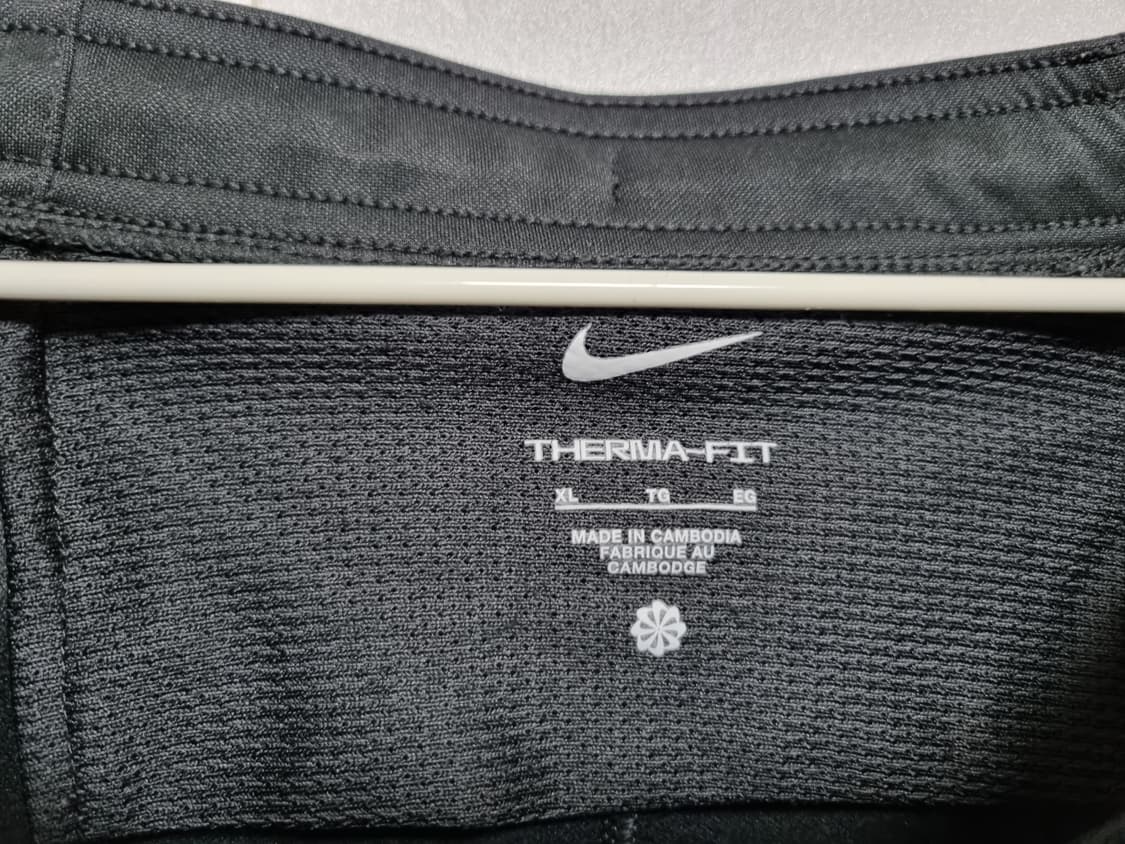 THERMA-FIT
XL TG EG
MADE IN CAMBODIA
FABRIQUE AU
CAMBODGE